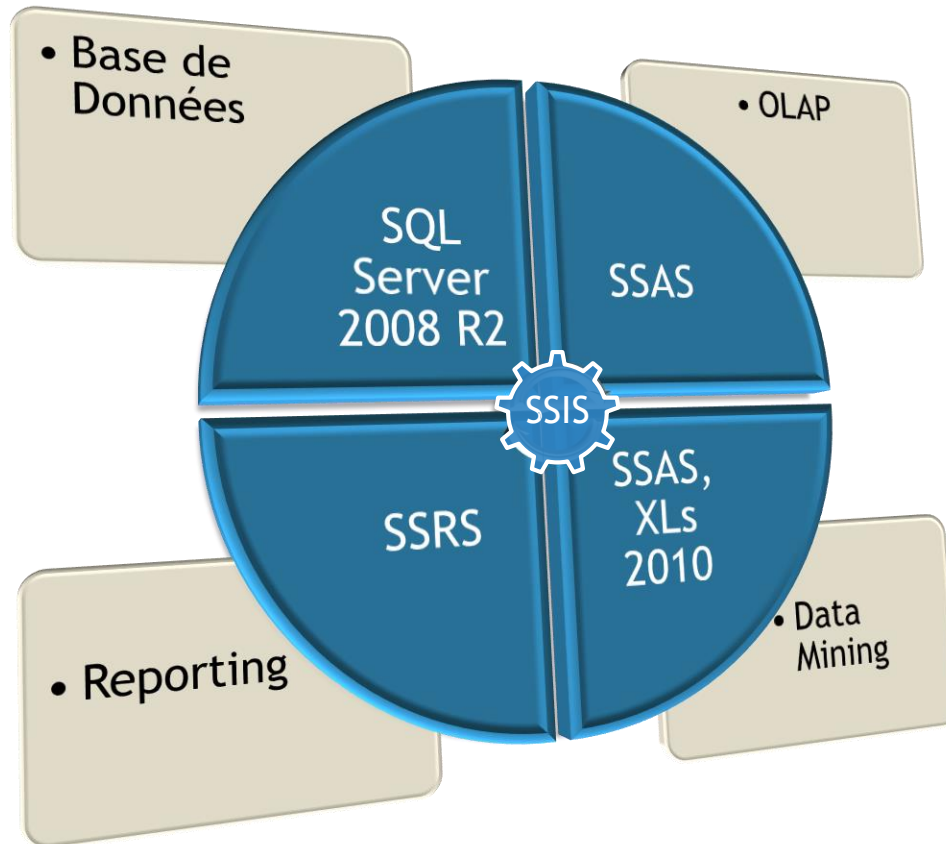 • Base de
Données
• OLAP
SQL
Server
2008 R2
SSAS
SSIS
SSRS
SSAS,
XLs
2010
• Reporting
• Data
Mining